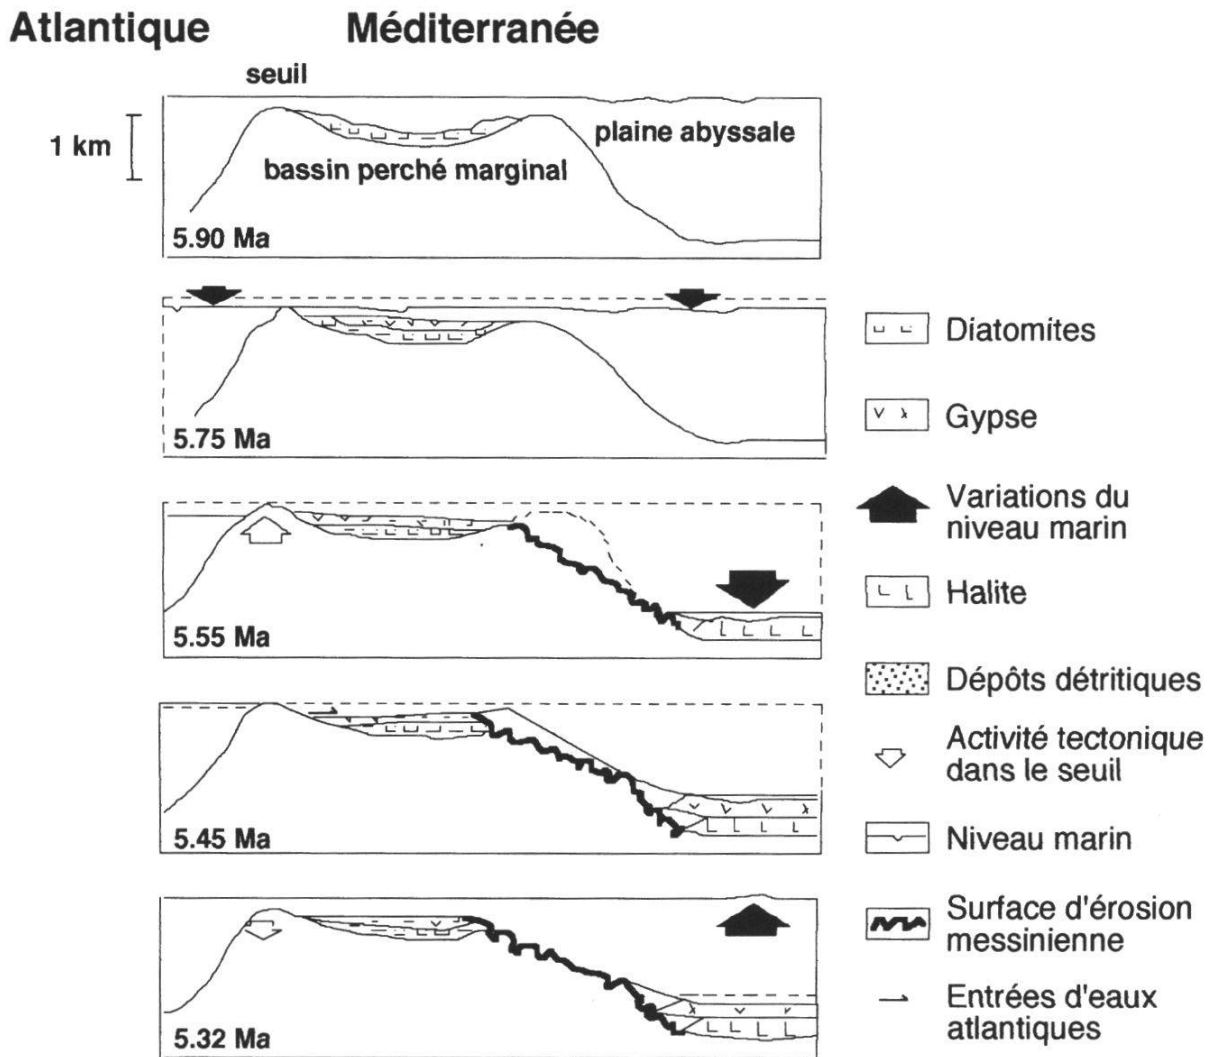 Atlantique Méditerranée
seuil
1 km
plaine abyssale
bassin perché marginal
5.90 Ma
5.75 Ma
5.55 Ma
5.45 Ma
5.32 Ma
Diatomites
Gypse
Variations du
niveau marin
Halite
Dépôts détritiques
Activité tectonique
dans le seuil
Niveau marin
Surface d'érosion
messinienne
Entrées d'eaux
atlantiques